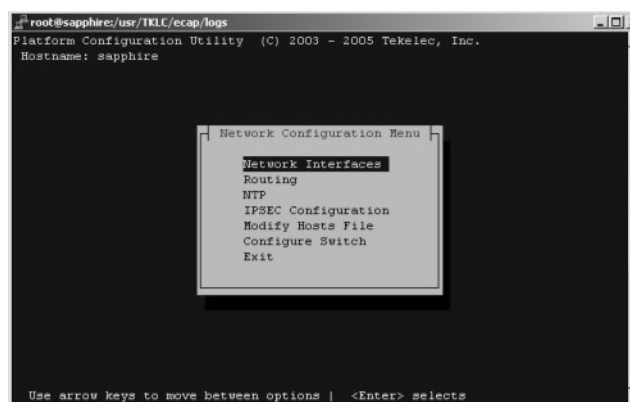 root@sapphire:/usr/TKLC/ecap/logs
Platform Configuration Utility (C) 2003 - 2005 Tekelec, Inc.
Hostname: sapphire
Network Configuration Menu
Network Interfaces
Routing
NTP
IPSEC Configuration
Modify Hosts File
Configure Switch
Exit
Use arrow keys to move between options | <Enter> selects